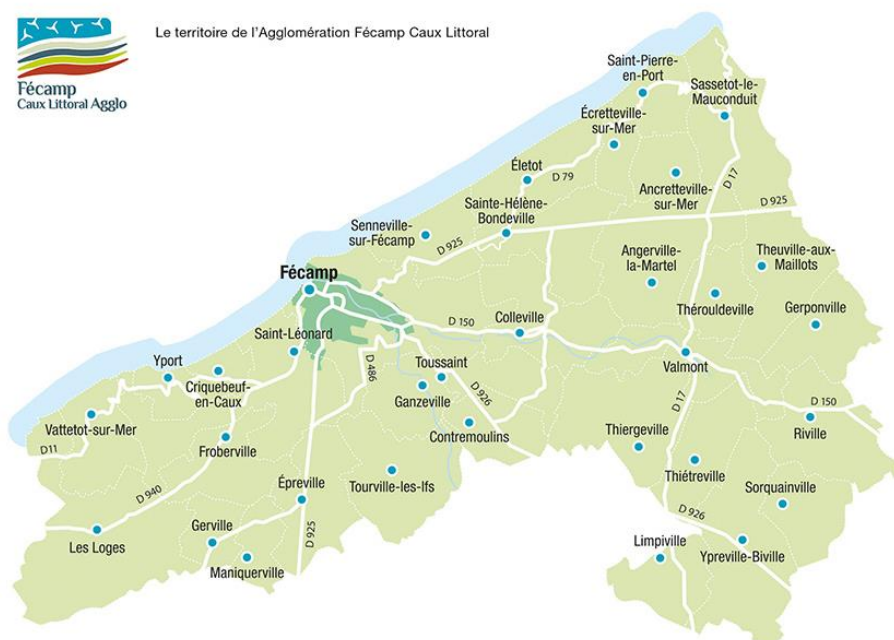 Le territoire de l'Agglomération Fécamp Caux Littoral
Fécamp
Caux Littoral Agglo
Saint-Pierre-
en-Port
Sassetot-le-
Mauconduit
Écretteville-
sur-Mer
Életot
D 79
D 17
Ancretteville-
sur-Mer
Sainte-Hélène-
Bondeville
D 925
Senneville-
sur-Fécamp
D 925
Angerville-
la-Martel
Theuville-aux-
Maillots
Fécamp
Thérouldeville
Gerponville
Colleville
D 150
Saint-Léonard
Valmont
Yport
Toussaint
D 486
Criquebeuf-
en-Caux
Ganzeville
D 926
D 17
D 150
Vattetot-sur-Mer
Contremoulins
Riville
Froberville
Thiergeville
D11
Thiétreville
D 940
Épreville
Tourville-les-Ifs
Sorquainville
D 926
Les Loges
Gerville
D 925
Limpiville
Ypreville-Biville
Maniquerville